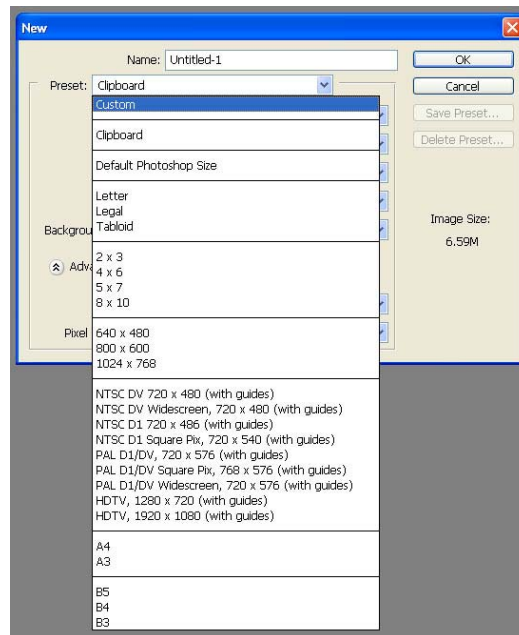 New
Name: Untitled-1
OK
Preset: Clipboard
Cancel
Custom
Save Preset...
Clipboard
Delete Preset...
Default Photoshop Size
Letter
Legal
Tabloid
Image Size:
Backgrou
6.59M
2 x 3
Adva
4 x 6
5 x 7
8 x 10
Pixel
640 x 480
800 x 600
1024 x 768
NTSC DV 720 x 480 (with guides)
NTSC DV Widescreen, 720 x 480 (with guides)
NTSC D1 720 x 486 (with guides)
NTSC D1 Square Pix, 720 x 540 (with guides)
PAL D1/DV, 720 x 576 (with guides)
PAL D1/DV Square Pix, 768 x 576 (with guides)
PAL D1/DV Widescreen, 720 x 576 (with guides)
HDTV, 1280 x 720 (with guides)
HDTV, 1920 x 1080 (with guides)
A4
A3
B5
B4
B3